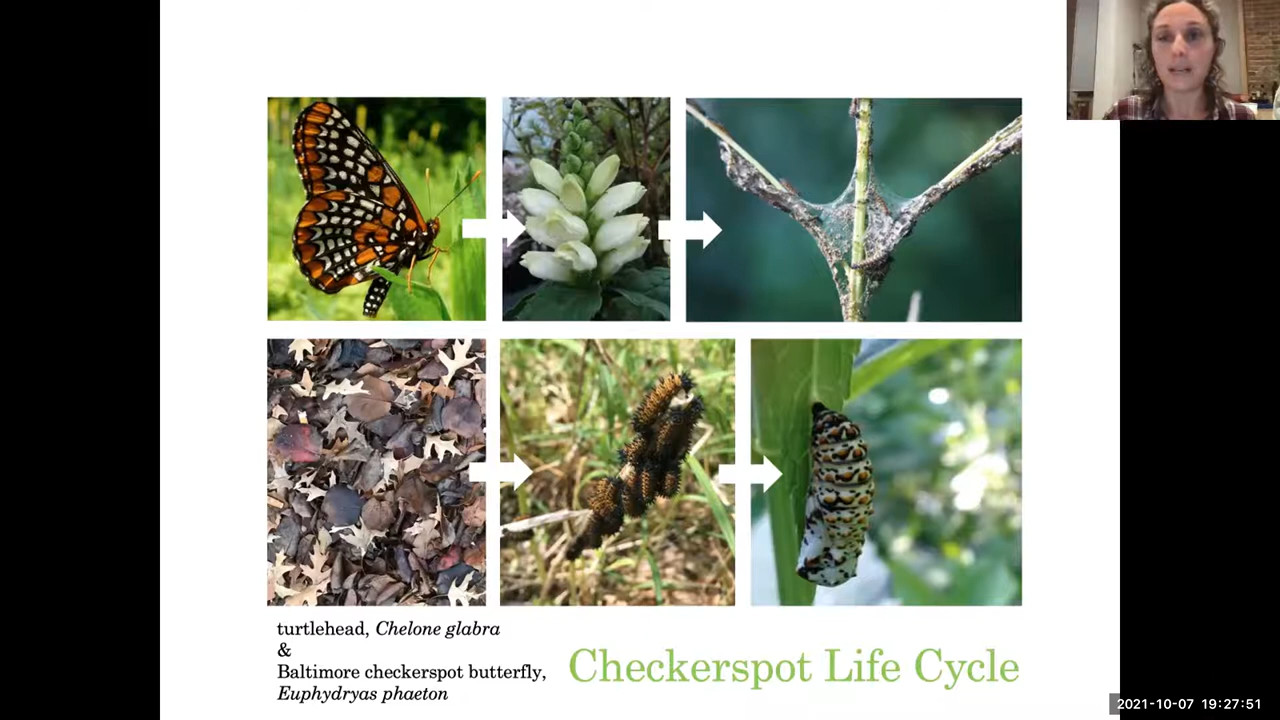 turtlehead, Chelone glabra
&
Baltimore checkerspot butterfly,
Euphydryas phaeton
Checkerspot Life Cycle
2021-10-07 19:27:51